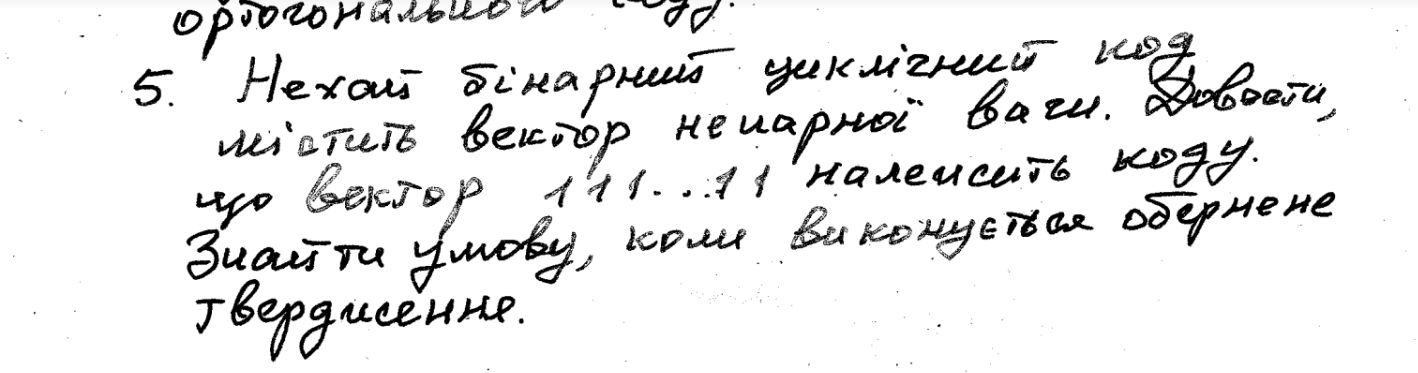 ортогонального коду.
5. Нехай бінарний циклічний код
містить вектор непарної ваги. Довести,
що вектор 111...11 належить коду.
Знайти умову, коли виконується обернене
твердження.